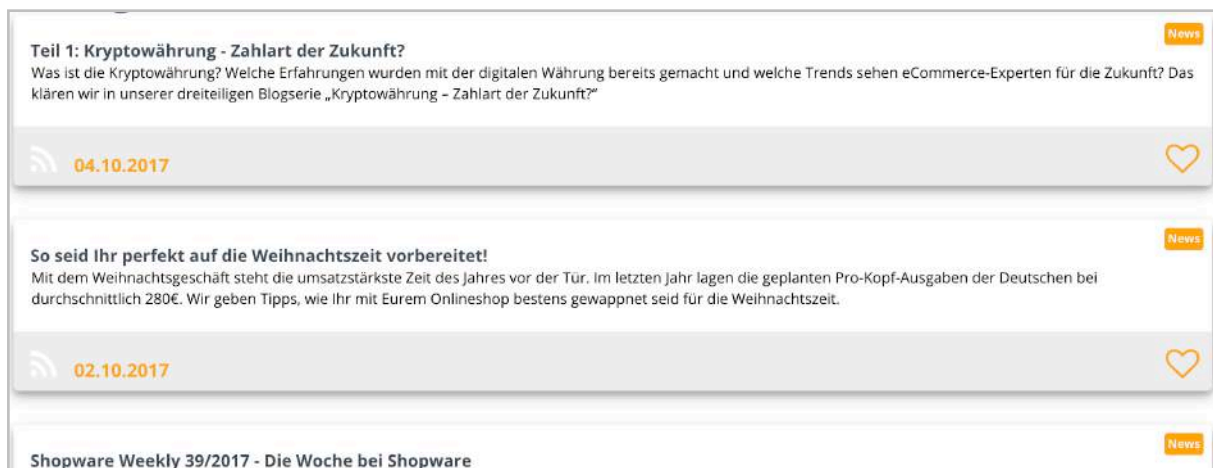 News
Teil 1: Kryptowährung - Zahlart der Zukunft?
Was ist die Kryptowährung? Welche Erfahrungen wurden mit der digitalen Währung bereits gemacht und welche Trends sehen eCommerce-Experten für die Zukunft? Das
klären wir in unserer dreiteiligen Blogserie „Kryptowährung – Zahlart der Zukunft?“
04.10.2017
News
So seid Ihr perfekt auf die Weihnachtszeit vorbereitet!
Mit dem Weihnachtsgeschäft steht die umsatzstärkste Zeit des Jahres vor der Tür. Im letzten Jahr lagen die geplanten Pro-Kopf-Ausgaben der Deutschen bei
durchschnittlich 280€. Wir geben Tipps, wie Ihr mit Eurem Onlineshop bestens gewappnet seid für die Weihnachtszeit.
02.10.2017
News
Shopware Weekly 39/2017 - Die Woche bei Shopware